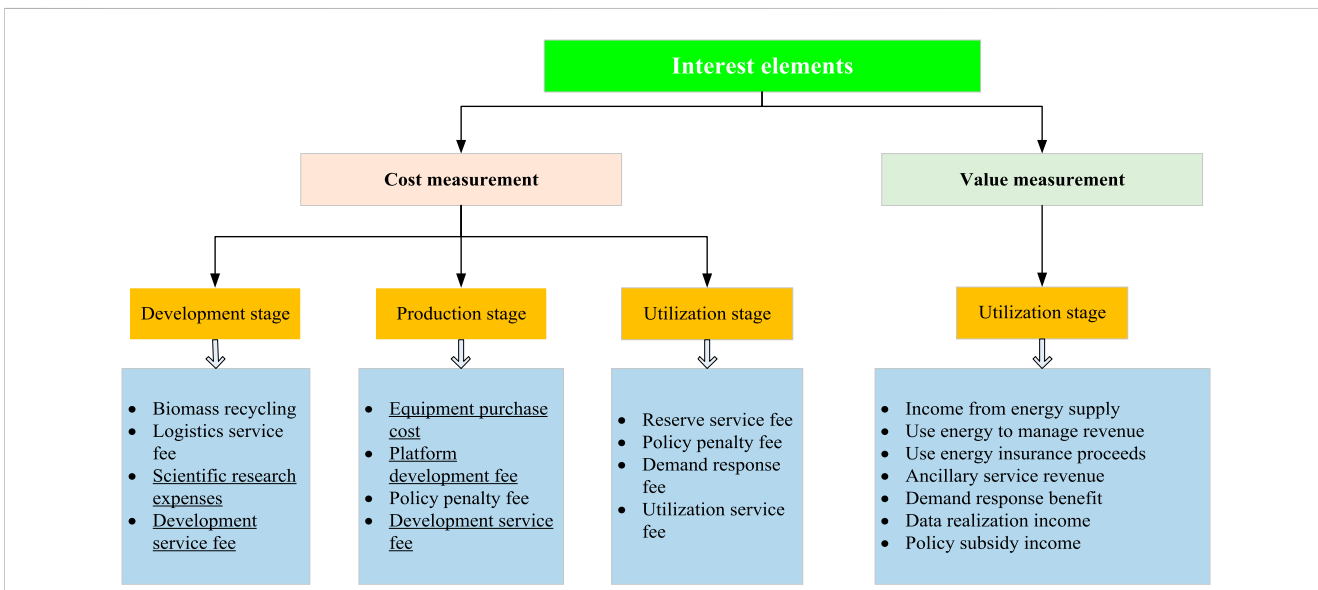 Interest elements
Cost measurement
Value measurement
Development stage
Production stage
Utilization stage
Utilization stage
• Biomass recycling
• Logistics service
fee
• Scientific research
expenses
• Development
service fee
• Equipment purchase
cost
• Platform
development fee
• Policy penalty fee
• Development service
fee
• Reserve service fee
• Policy penalty fee
• Demand response
fee
• Utilization service
fee
• Income from energy supply
• Use energy to manage revenue
• Use energy insurance proceeds
• Ancillary service revenue
• Demand response benefit
• Data realization income
• Policy subsidy income